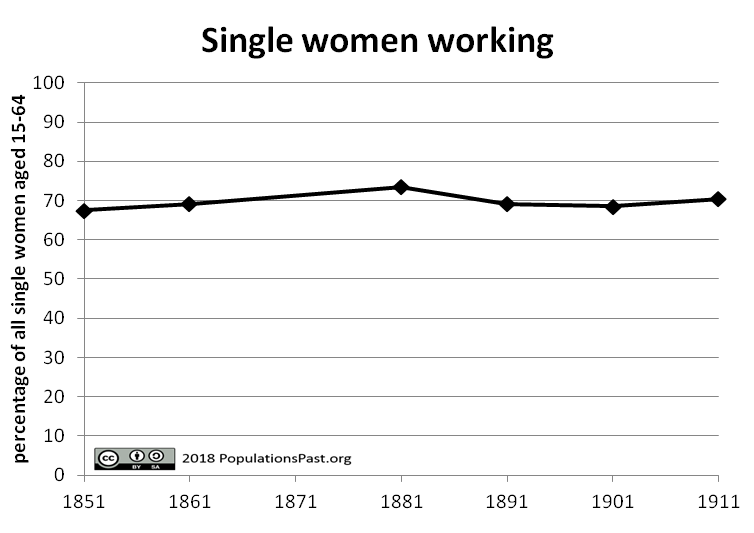 Single women working
percentage of all single women aged 15-64
100
90
80
70
60
50
40
30
20
10
0
cc
BY SA
2018 PopulationsPast.org
1851 1861 1871 1881 1891 1901 1911